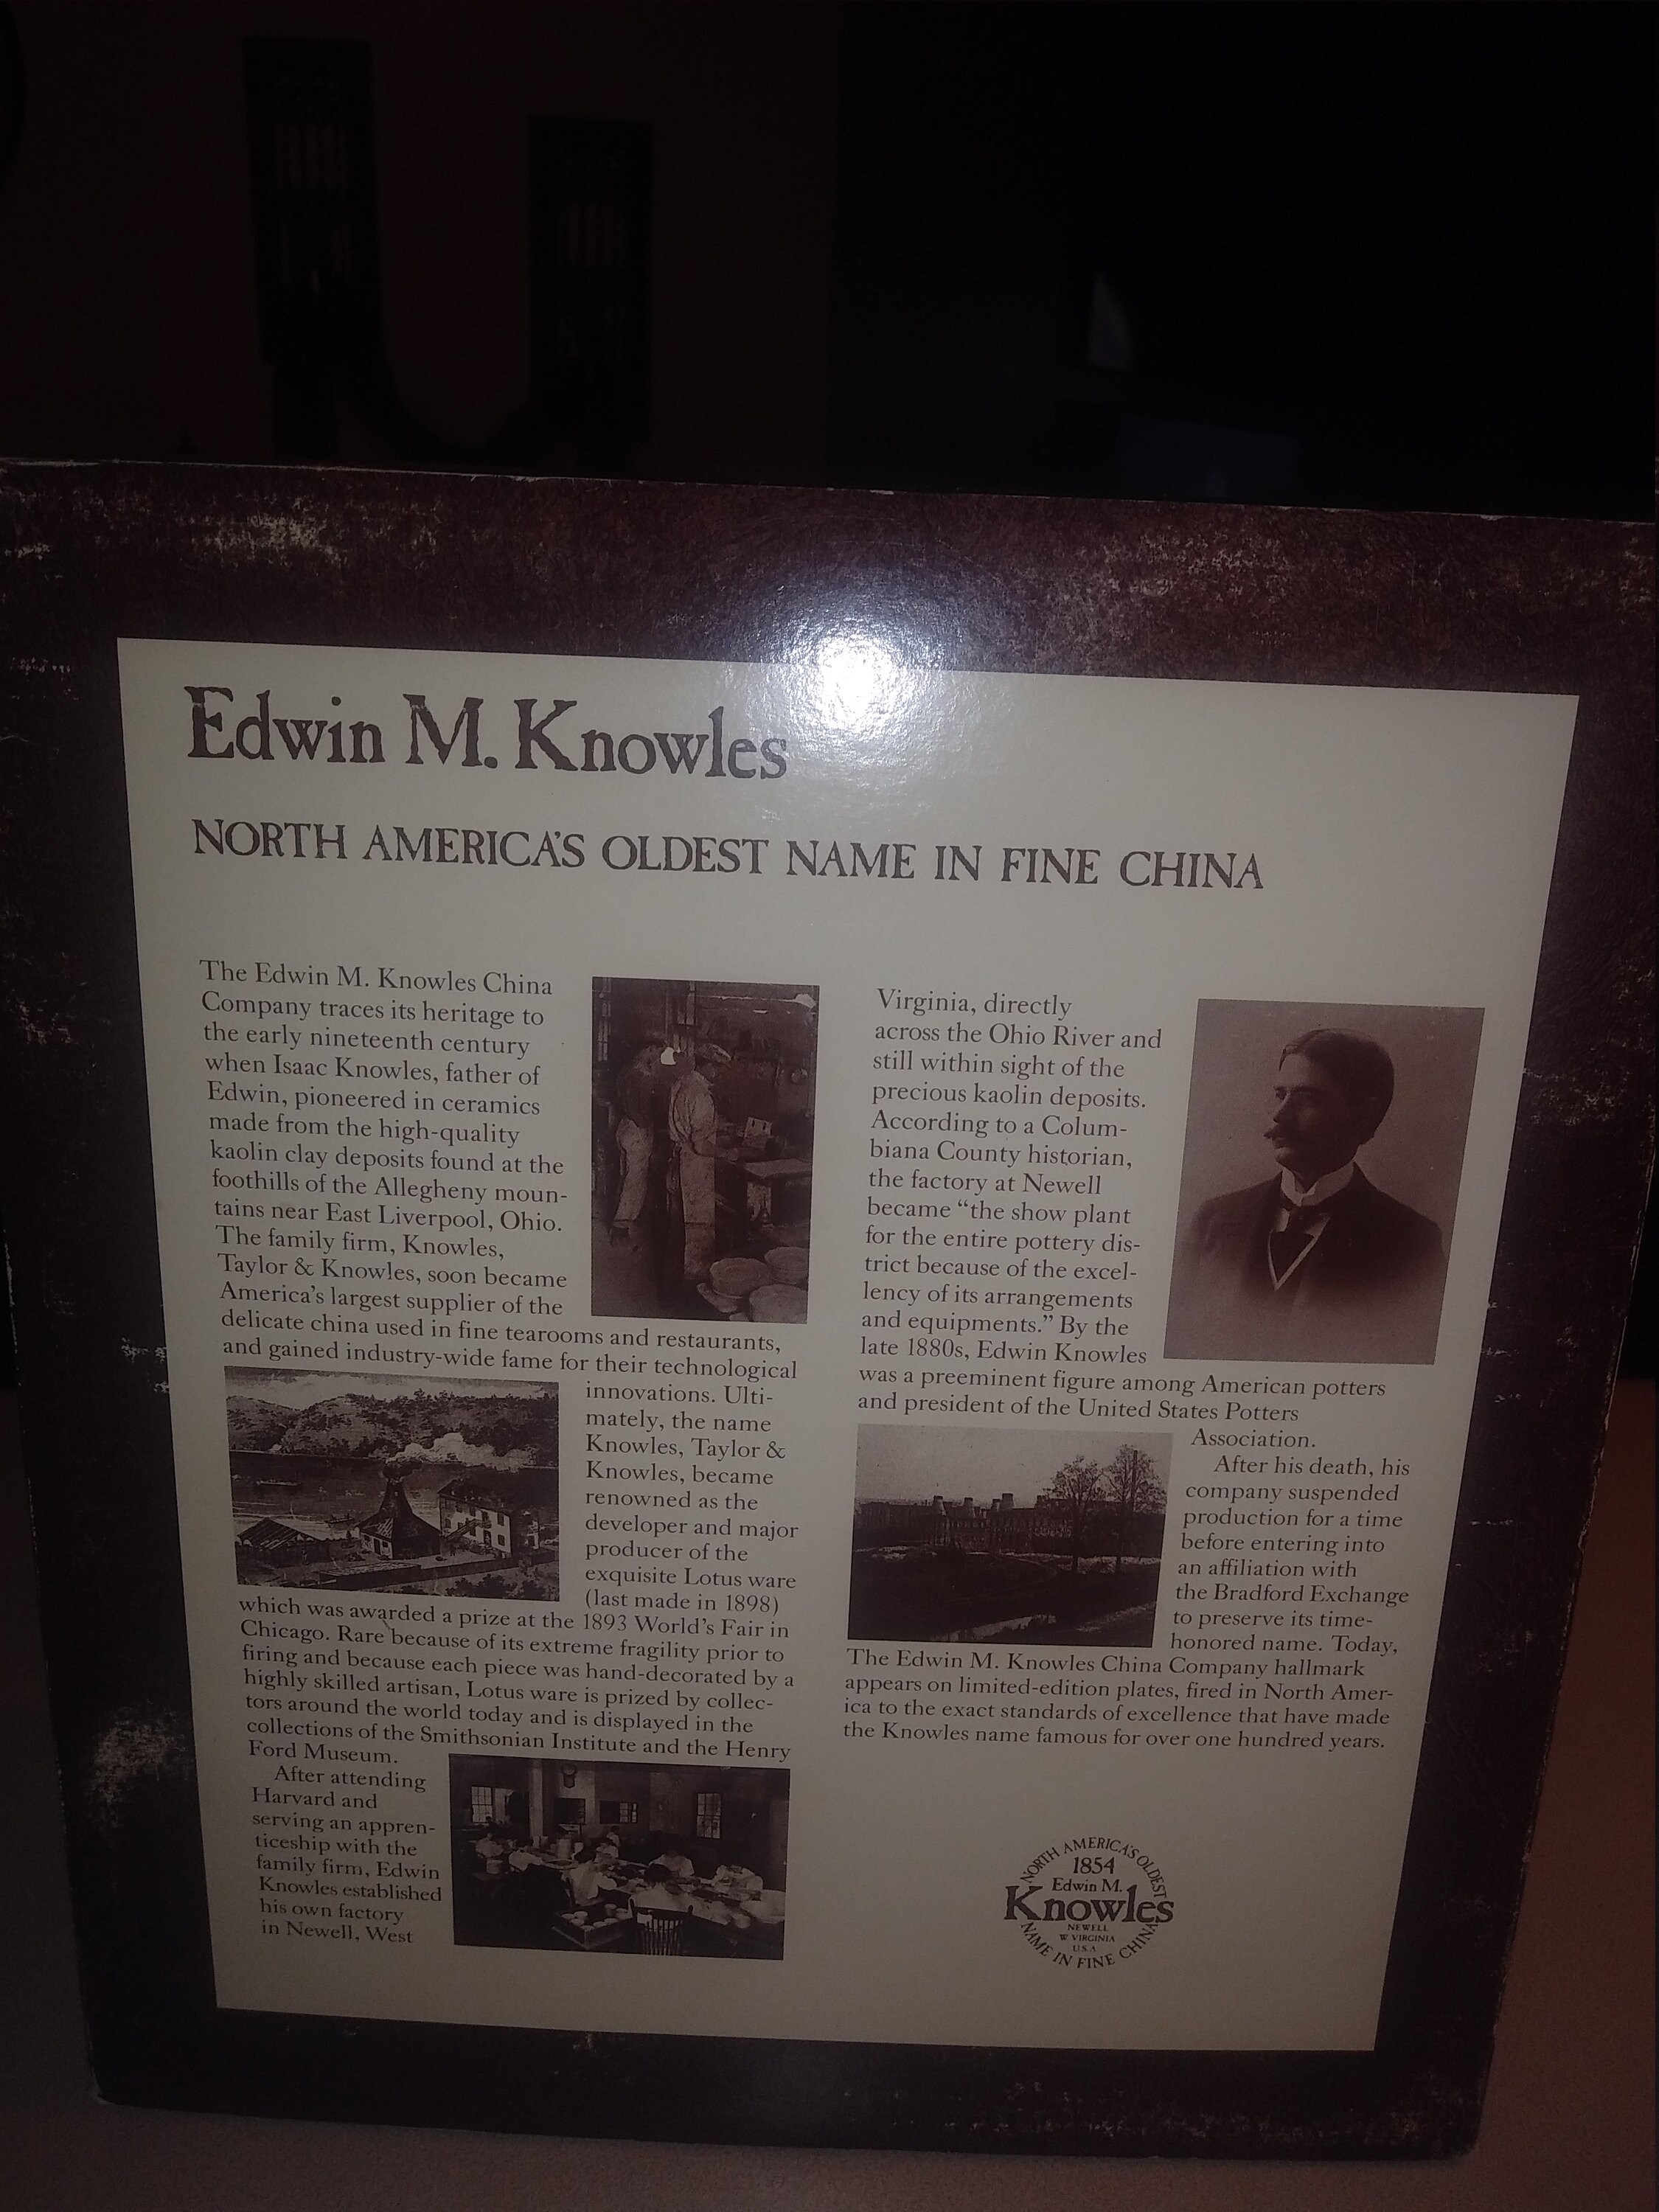 Edwin M. Knowles
NORTH AMERICA'S OLDEST NAME IN FINE CHINA
The Edwin M. Knowles China
Company traces its heritage to
the early nineteenth century
when Isaac Knowles, father of
Edwin, pioneered in ceramics
made from the high-quality
kaolin clay deposits found at the
foothills of the Allegheny moun-
tains near East Liverpool, Ohio.
The family firm, Knowles,
Taylor & Knowles, soon became
America's largest supplier of the
delicate china used in fine tearooms and restaurants,
and gained industry-wide fame for their technological
innovations. Ulti-
mately, the name
Knowles, Taylor &
Knowles, became
renowned as the
developer and major
producer of the
exquisite Lotus ware
(last made in 1898)
which was awarded a prize at the 1893 World's Fair in
Chicago. Rare because of its extreme fragility prior to
firing and because each piece was hand-decorated by a
highly skilled artisan, Lotus ware is prized by collec-
tors around the world today and is displayed in the
collections of the Smithsonian Institute and the Henry
Ford Museum.
After attending
Harvard and
serving an appren-
ticeship with the
family firm, Edwin
Knowles established
his own factory
in Newell, West
Virginia, directly
across the Ohio River and
still within sight of the
precious kaolin deposits.
According to a Colum-
biana County historian,
the factory at Newell
became "the show plant
for the entire pottery dis-
trict because of the excel-
lency of its arrangements
and equipments." By the
late 1880s, Edwin Knowles
was a preeminent figure among American potters
and president of the United States Potters
Association.
After his death, his
company suspended
production for a time
before entering into
an affiliation with
the Bradford Exchange
to preserve its time-
honored name. Today,
The Edwin M. Knowles China Company hallmark
appears on limited-edition plates, fired in North Amer-
ica to the exact standards of excellence that have made
the Knowles name famous for over one hundred years.
NORTH AMERICA'S OLDEST
1854
Edwin M.
Knowles
NEWELL
W VIRGINIA
U.S.A
NAME IN FINE CHINA